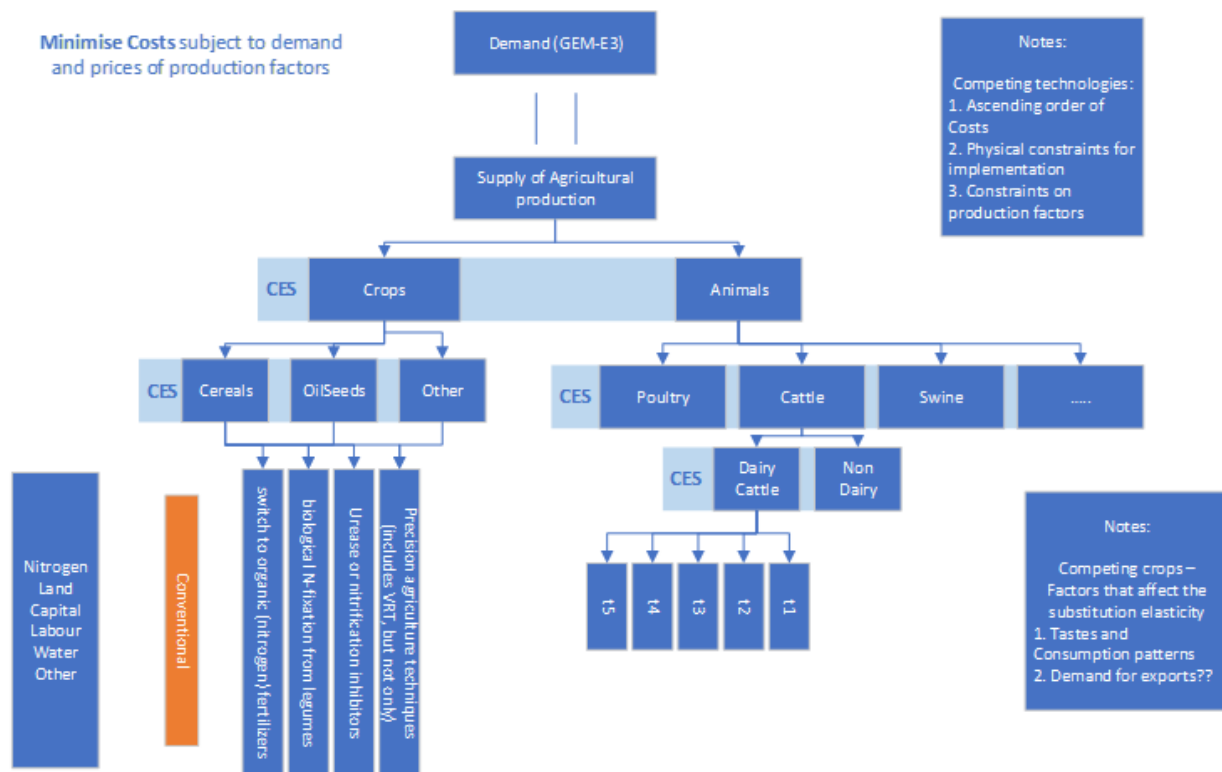 Minimise Costs subject to demand
and prices of production factors
Demand (GEM-E3)
Notes:
Competing technologies:
1. Ascending order of
Costs
2. Physical constraints for
implementation
3. Constraints on
production factors
Supply of Agricultural
production
CES
Crops
Animals
CES
Cereals
OilSeeds
Other
CES
Poultry
Cattle
Swine
.....
CES
Dairy
Cattle
Non
Dairy
Nitrogen
Land
Capital
Labour
Water
Other
Conventional
switch to organic (nitrogen) fertilizers
biological N-fixation from legumes
Urease or nitrification inhibitors
Precision agriculture techniques
(includes VRT, but not only)
t5
t4
t3
t2
t1
Notes:
Competing crops –
Factors that affect the
substitution elasticity
1. Tastes and
Consumption patterns
2. Demand for exports??